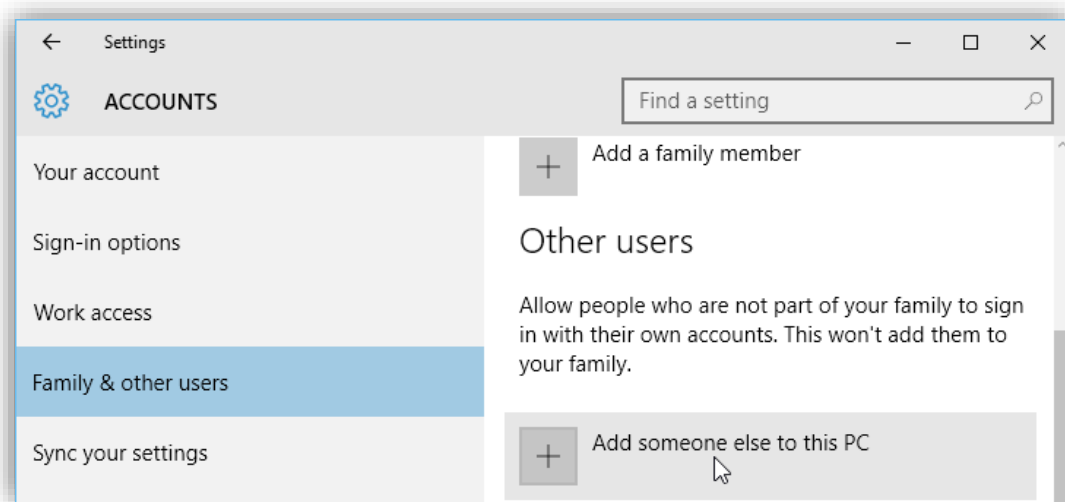 Settings
ACCOUNTS
Find a setting
Your account
Sign-in options
Work access
Family & other users
Sync your settings
Add a family member
Other users
Allow people who are not part of your family to sign
in with their own accounts. This won't add them to
your family.
Add someone else to this PC